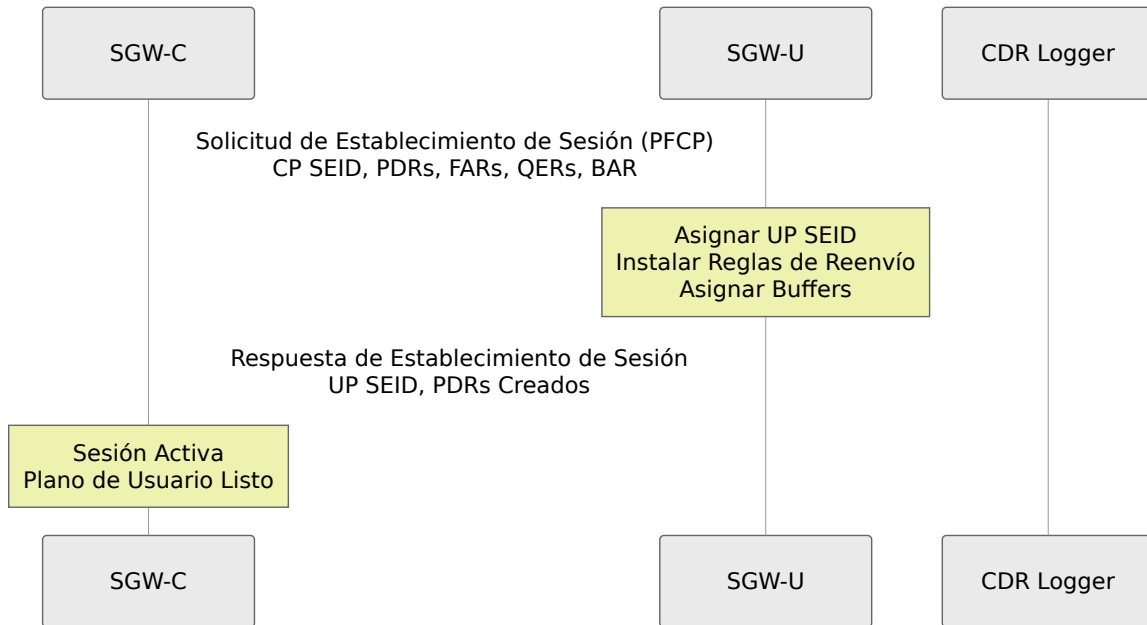 SGW-C
SGW-U
CDR Logger
Solicitud de Establecimiento de Sesión (PFCP)
CP SEID, PDRs, FARs, QERs, BAR
Asignar UP SEID
Instalar Reglas de Reenvío
Asignar Buffers
Respuesta de Establecimiento de Sesión
UP SEID, PDRs Creados
Sesión Activa
Plano de Usuario Listo
SGW-C
SGW-U
CDR Logger